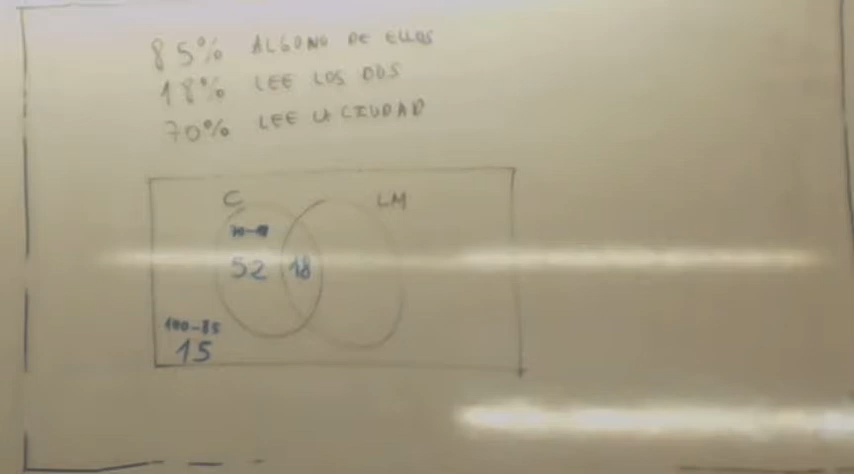 85% ALGUNO DE ELLOS
18% LEE LOS DOS
70% LEE LA CIUDAD
C LM
70-18
52 18
100-85
15